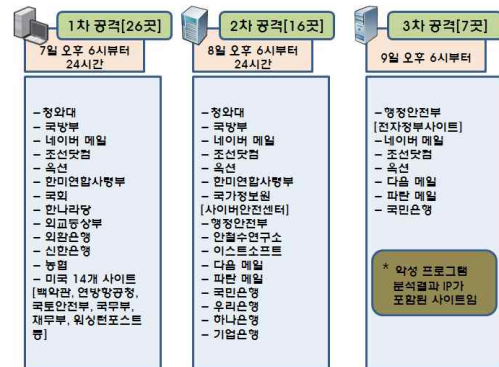 1차 공격[26곳]
7일 오후 6시부터
24시간
– 청와대
– 국방부
– 네이버 메일
– 조선닷컴
– 옥션
– 한미연합사령부
– 국회
– 한나라당
– 외교통상부
– 외환은행
– 신한은행
– 농협
– 미국 14개 사이트
[백악관, 연방항공청,
국토안전부, 국무부,
재무부, 워싱턴포스트
등]
2차 공격[16곳]
8일 오후 6시부터
24시간
– 청와대
– 국방부
– 네이버 메일
– 조선닷컴
– 옥션
– 한미연합사령부
– 국가정보원
[사이버안전센터]
– 행정안전부
– 안철수연구소
– 이스트소프트
– 다음 메일
– 파란 메일
– 국민은행
– 우리은행
– 하나은행
– 기업은행
3차 공격[7곳]
9일 오후 6시부터
– 행정안전부
[전자정부사이트]
– 네이버 메일
– 조선닷컴
– 옥션
– 다음 메일
– 파란 메일
– 국민은행
* 악성 프로그램
분석결과 IP가
포함된 사이트임